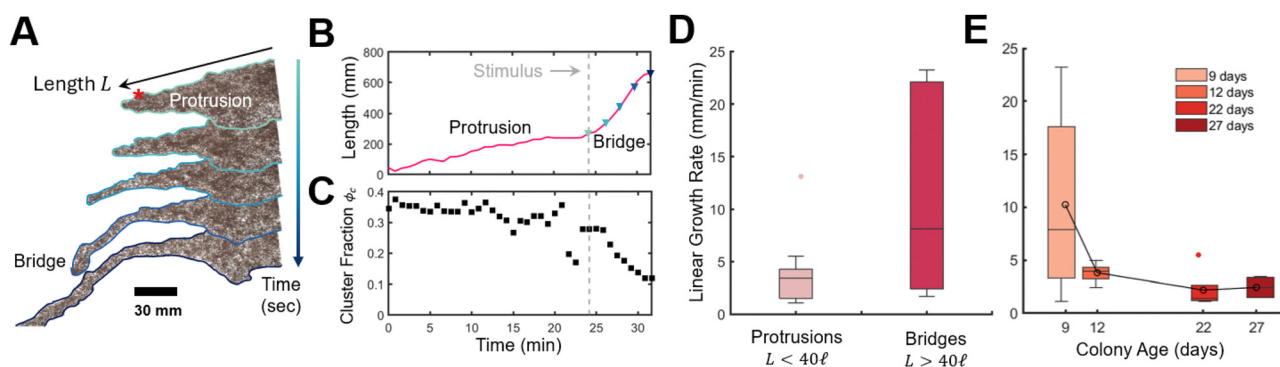 A
Length L
*
Protrusion
Bridge
30 mm
Time
(sec)
B
800
600
400
200
0
Length (mm)
Stimulus →
Protrusion
Bridge
C
0.4
0.3
0.2
0.1
0
Cluster Fraction ϕc
0 5 10 15 20 25 30
Time (min)
D
25
20
15
10
5
0
Linear Growth Rate (mm/min)
Protrusions Bridges
L < 40ℓ L > 40ℓ
E
25
20
15
10
5
0
9 days
12 days
22 days
27 days
9 12 22 27
Colony Age (days)